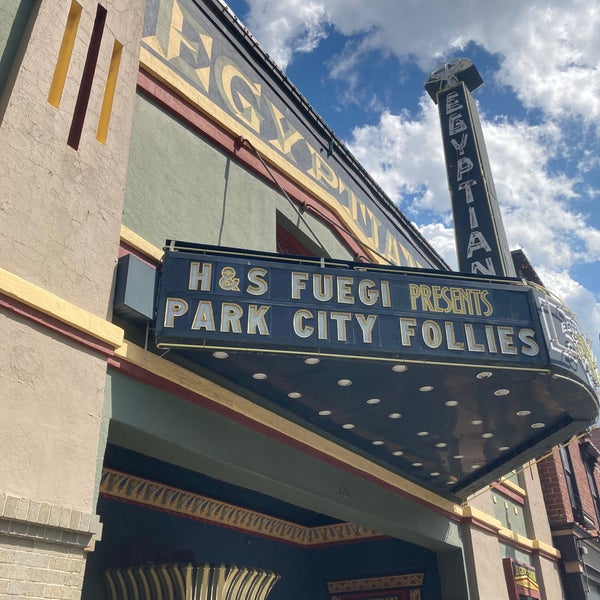 EGYPTIAN
EGYPTIAN
H & S FUEGI PRESENTS
PARK CITY FOLLIES